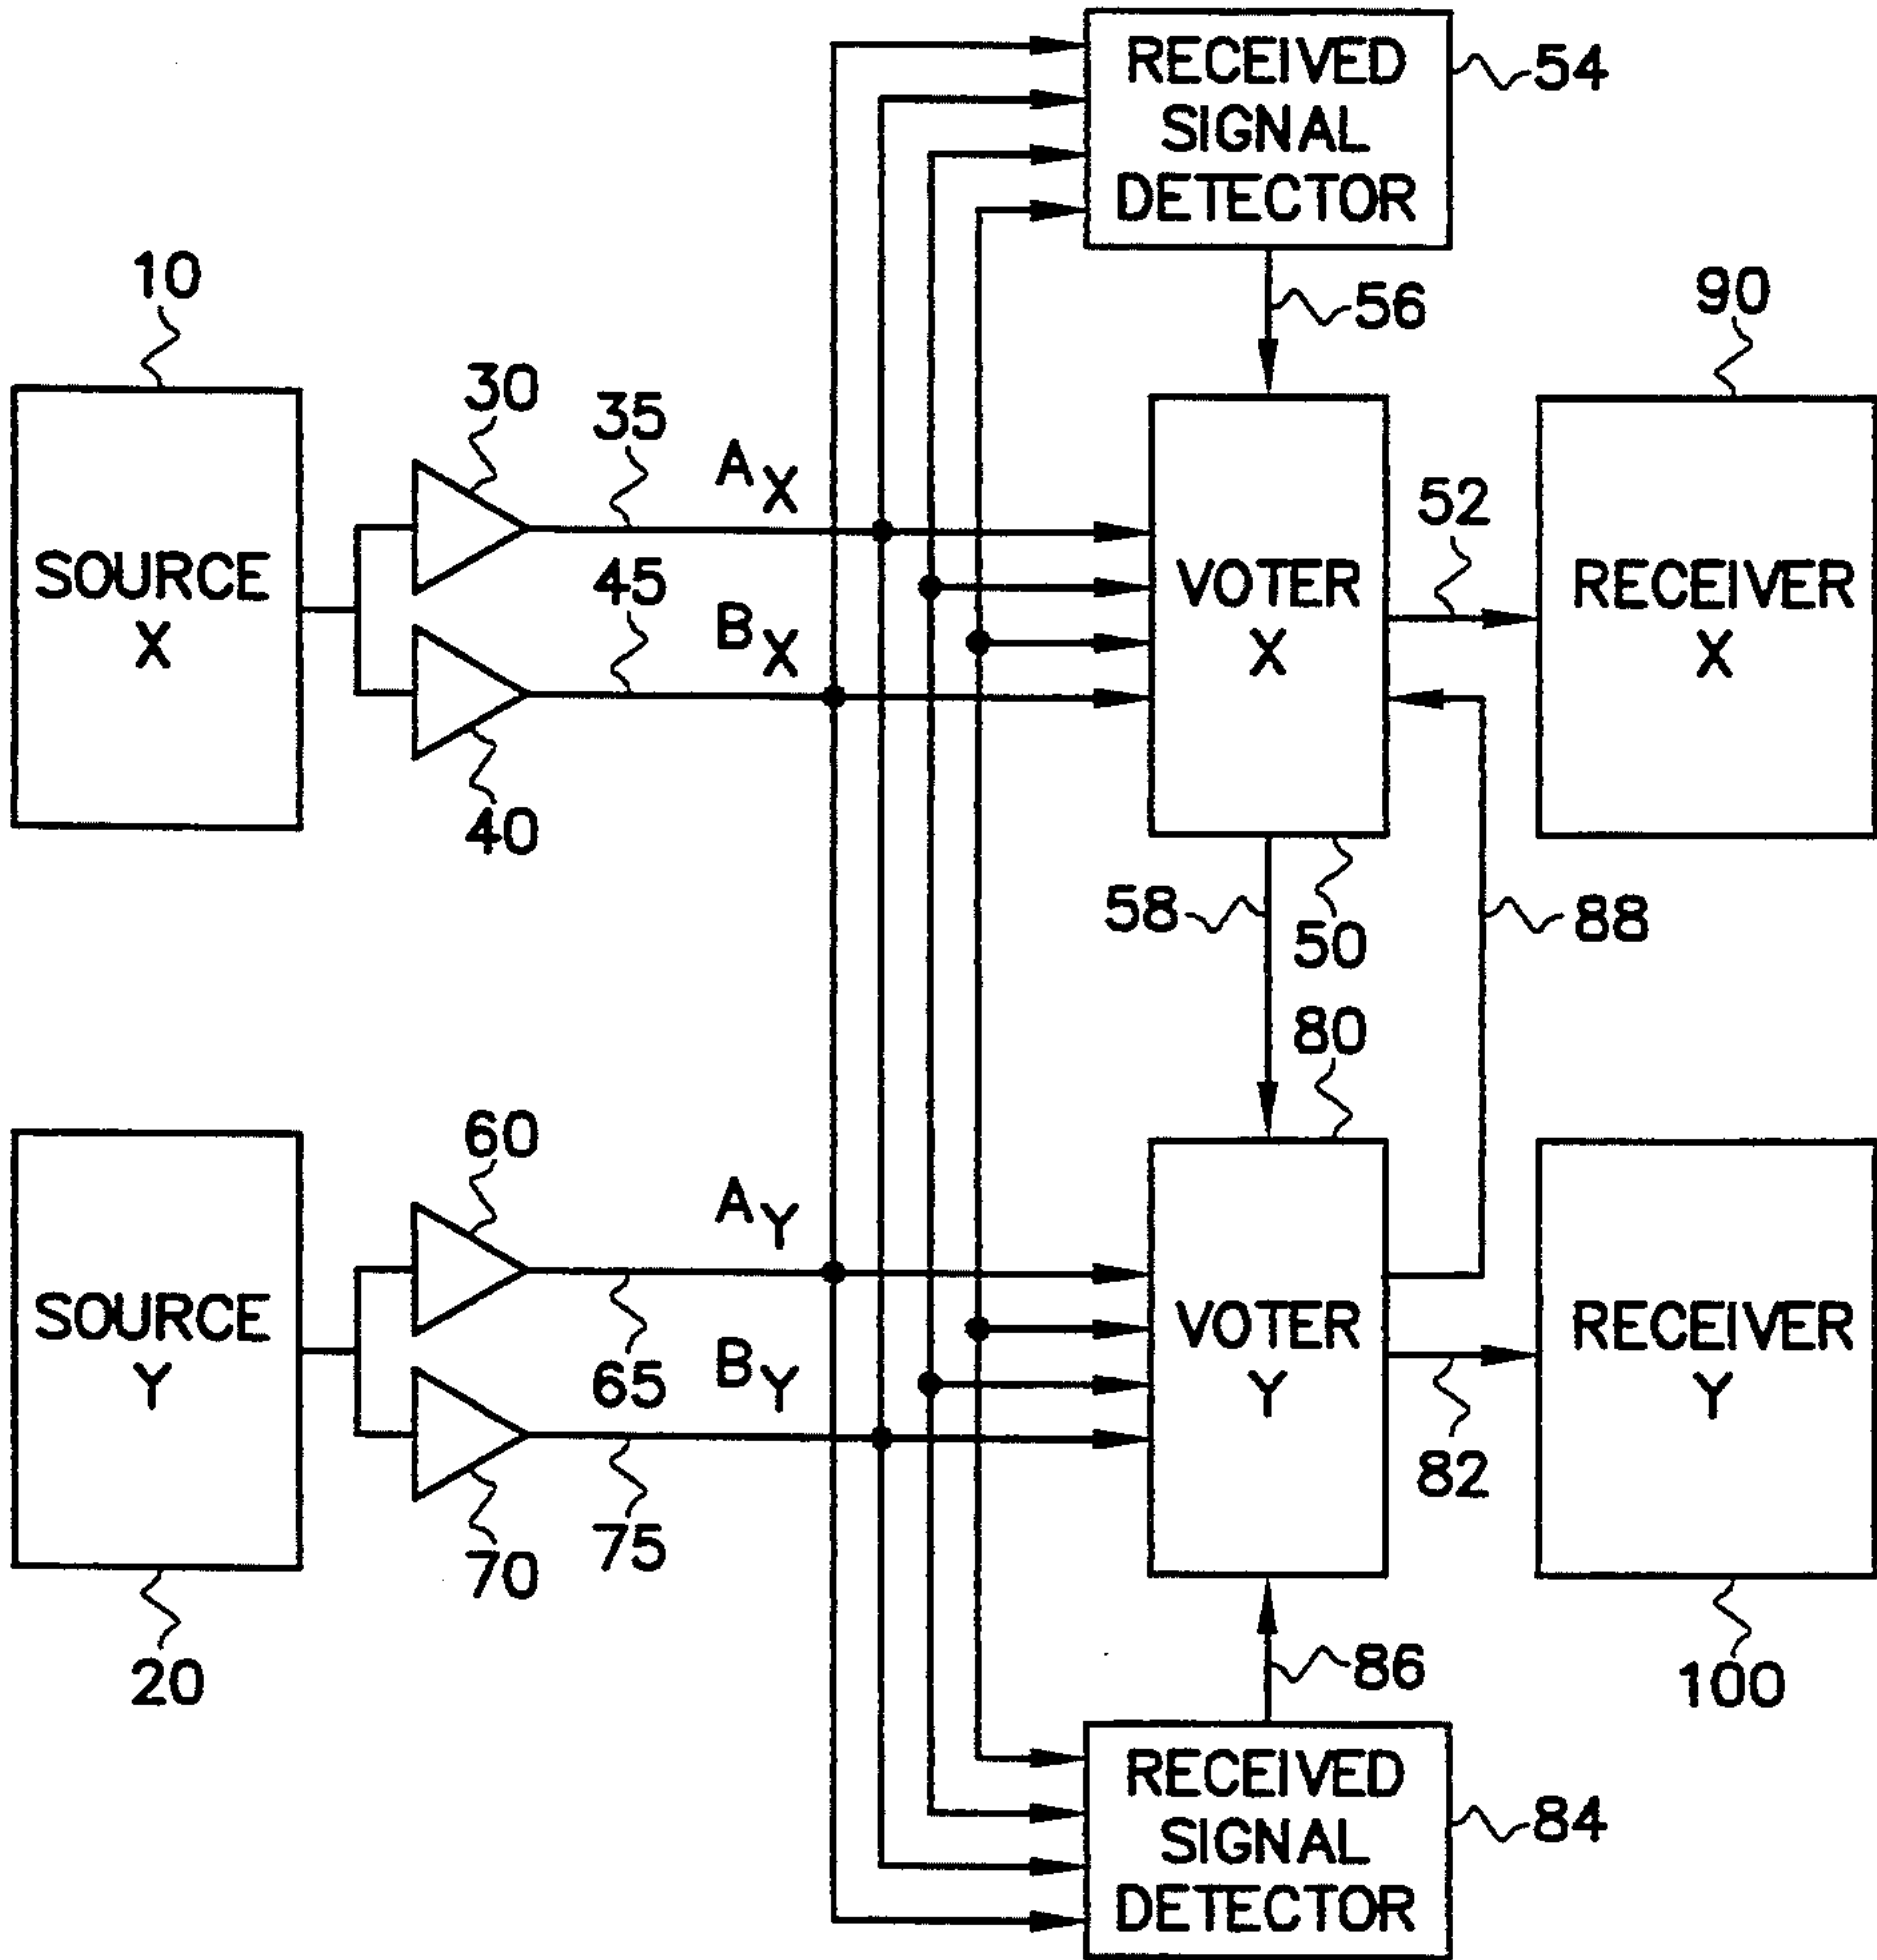 RECEIVED
SIGNAL
DETECTOR
54
10
56
90
30
35
A X
52
SOURCE
X
45
B X
VOTER
X
RECEIVER
X
40
58
50
88
80
60
A Y
SOURCE
Y
65
B Y
VOTER
Y
RECEIVER
Y
82
70
75
20
86
100
RECEIVED
SIGNAL
DETECTOR
84